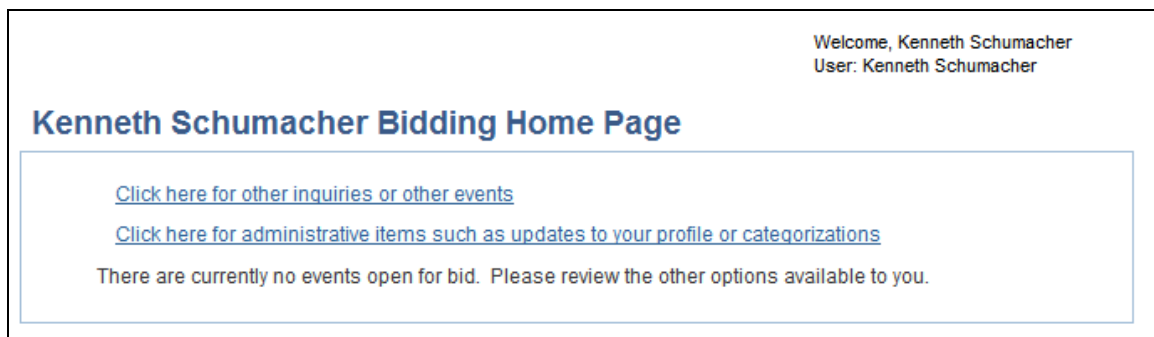 Welcome, Kenneth Schumacher
User: Kenneth Schumacher
Kenneth Schumacher Bidding Home Page
Click here for other inquiries or other events
Click here for administrative items such as updates to your profile or categorizations
There are currently no events open for bid.  Please review the other options available to you.